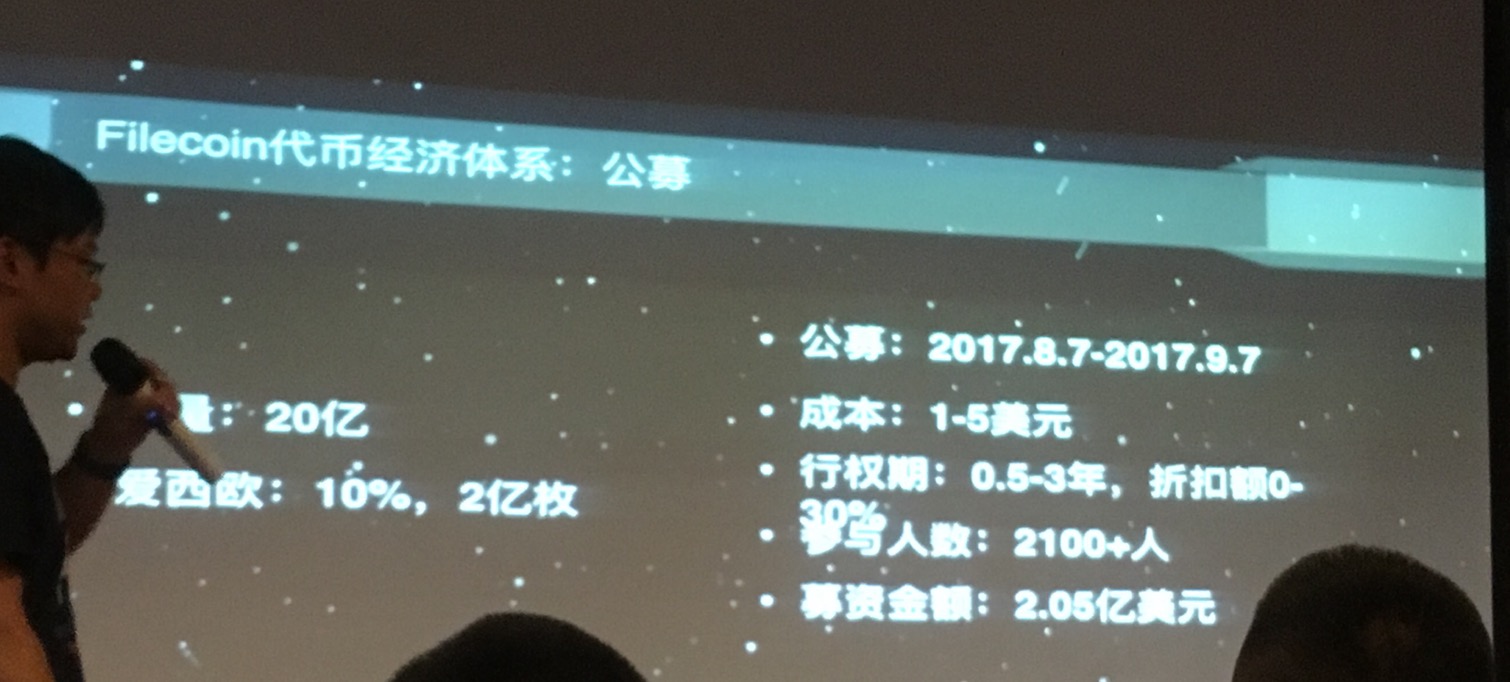 Filecoin代币经济体系：公募
量：20亿
爱西欧：10%，2亿枚
• 公募：2017.8.7-2017.9.7
• 成本：1-5美元
• 行权期：0.5-3年，折扣额0-
30%
• 参与人数：2100+人
• 募资金额：2.05亿美元